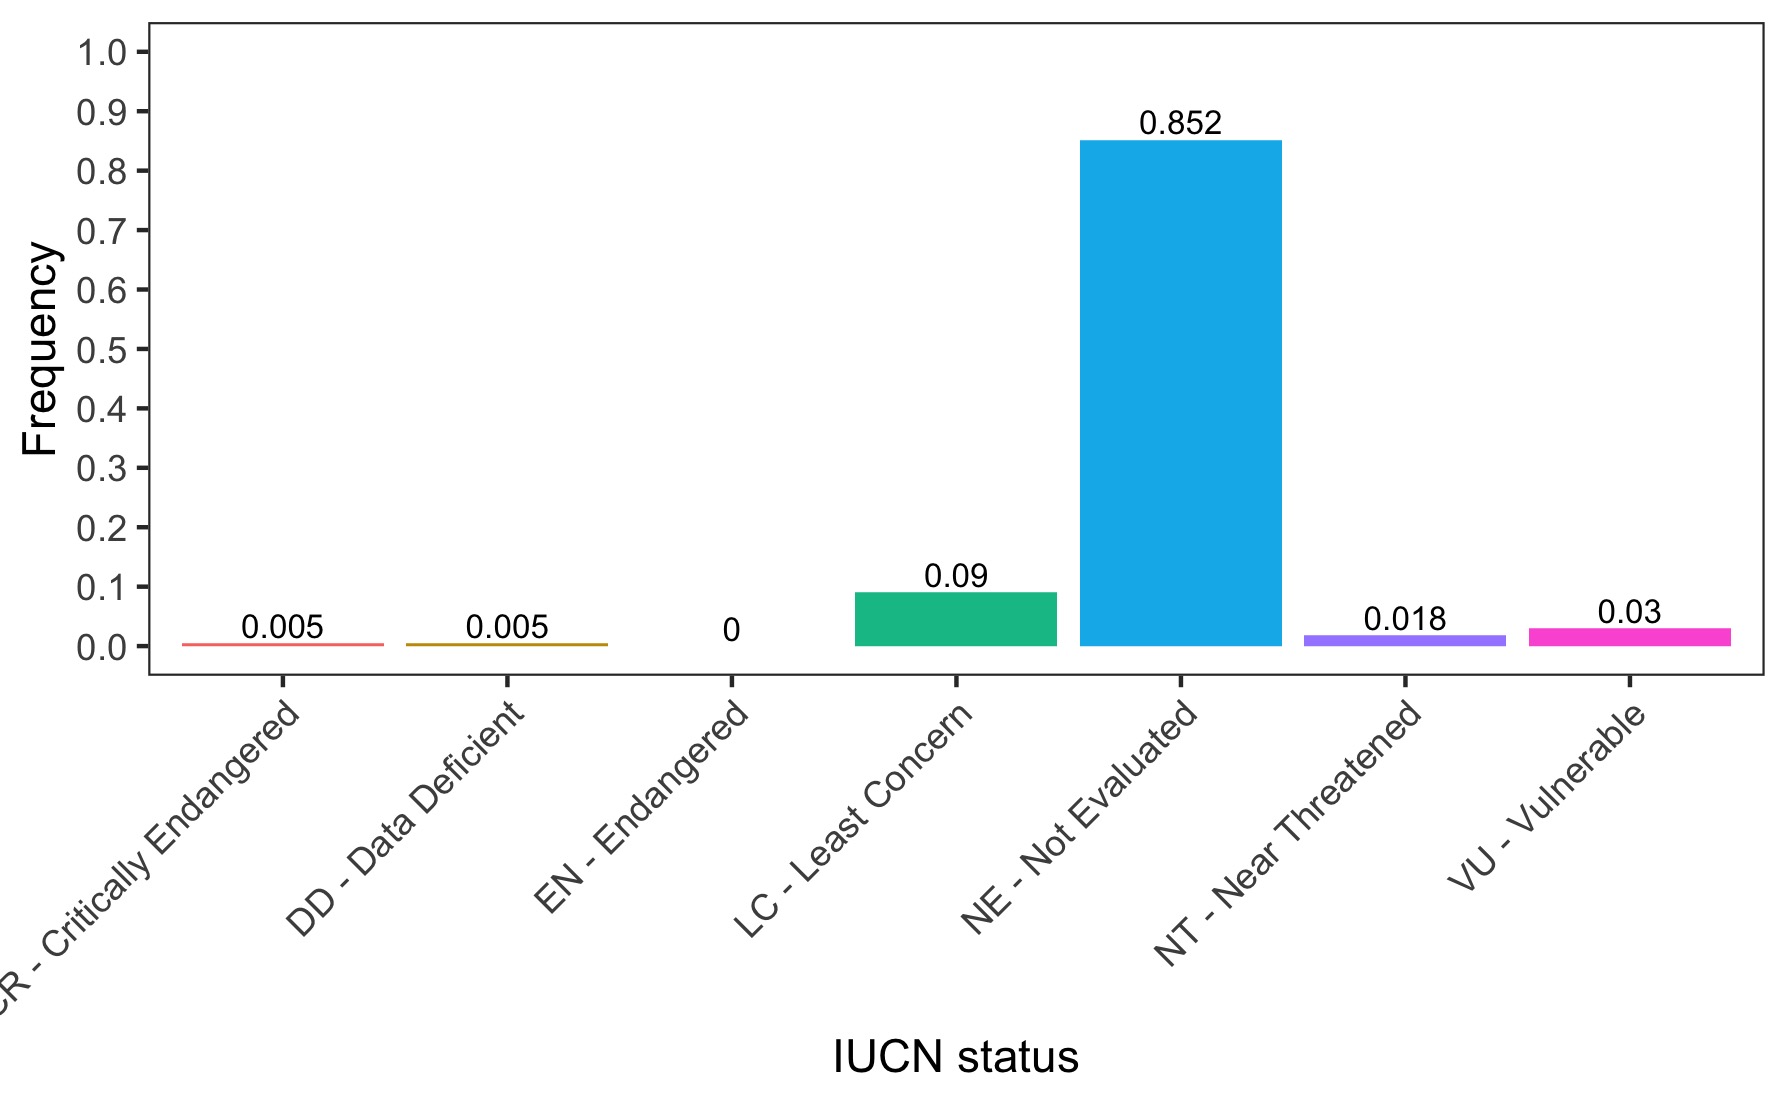 1.0
0.9
0.8
0.7
0.6
0.5
0.4
0.3
0.2
0.1
0.0
Frequency
0.005
0.005
0
0.09
0.852
0.018
0.03
CR - Critically Endangered
DD - Data Deficient
EN - Endangered
LC - Least Concern
NE - Not Evaluated
NT - Near Threatened
VU - Vulnerable
IUCN status